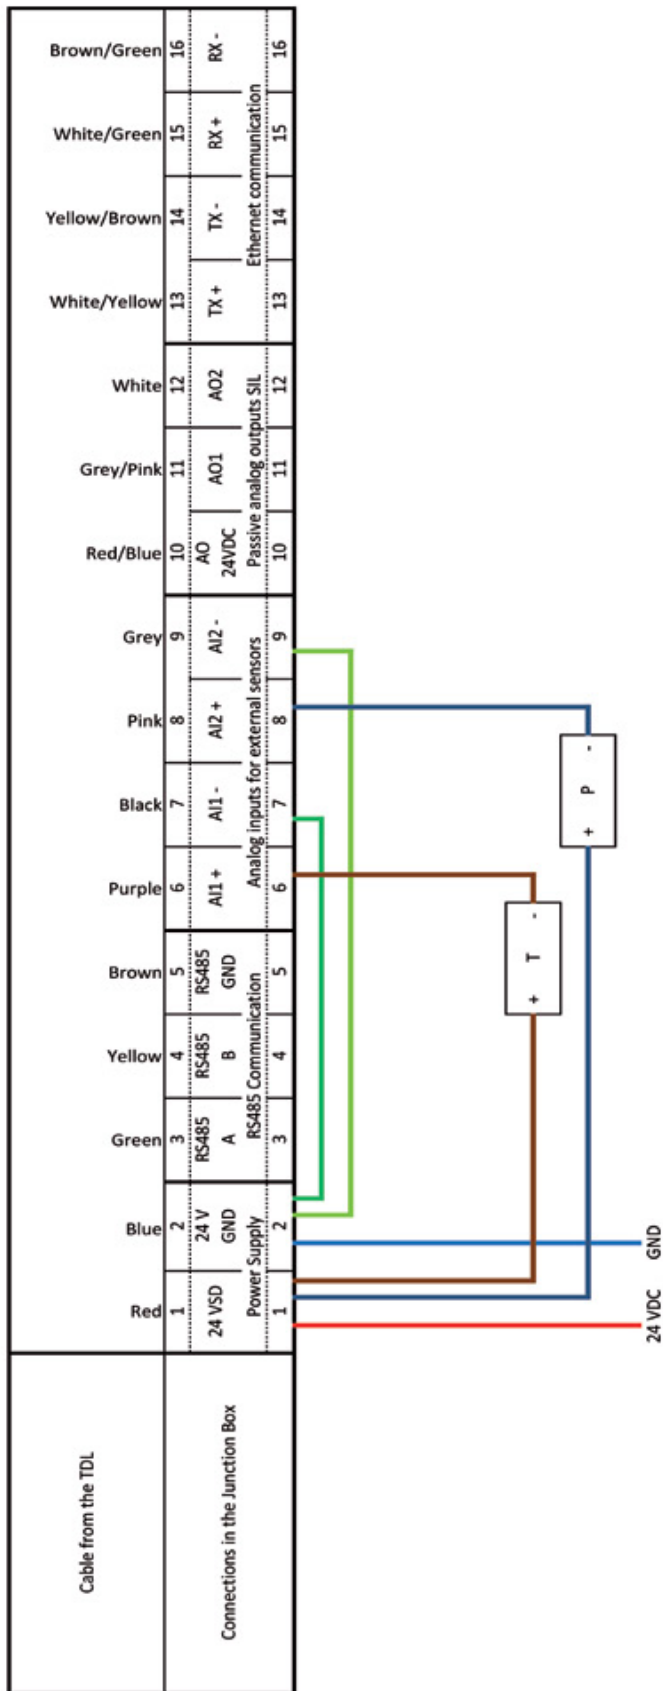 Cable from the TDL
Red
Blue
Green
Yellow
Brown
Purple
Black
Pink
Grey
Red/Blue
Grey/Pink
White
White/Yellow
Yellow/Brown
White/Green
Brown/Green
Connections in the Junction Box
1 2 3 4 5 6 7 8 9 10 11 12 13 14 15 16
24 VSD
24 V
GND
RS485
A
RS485
B
RS485
GND
AI1 +
AI1 -
AI2 +
AI2 -
AO
24VDC
AO1
AO2
TX +
TX -
RX +
RX -
Power Supply
RS485 Communication
Analog inputs for external sensors
Passive analog outputs SIL
Ethernet communication
1 2 3 4 5 6 7 8 9 10 11 12 13 14 15 16
+ T -
+ P -
24 VDC
GND